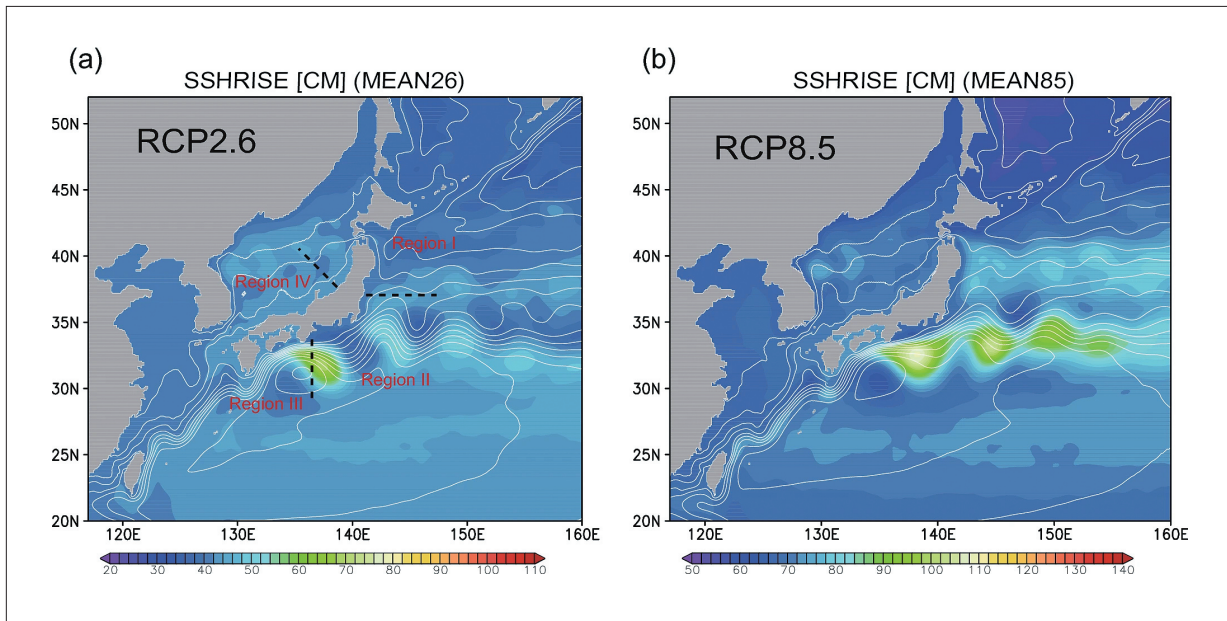 (a)
SSHRISE [CM] (MEAN26)
RCP2.6
50N
45N
40N
35N
30N
25N
20N
Region I
Region IV
Region II
Region III
120E 130E 140E 150E 160E
20 30 40 50 60 70 80 90 100 110
(b)
SSHRISE [CM] (MEAN85)
RCP8.5
50N
45N
40N
35N
30N
25N
20N
120E 130E 140E 150E 160E
50 60 70 80 90 100 110 120 130 140